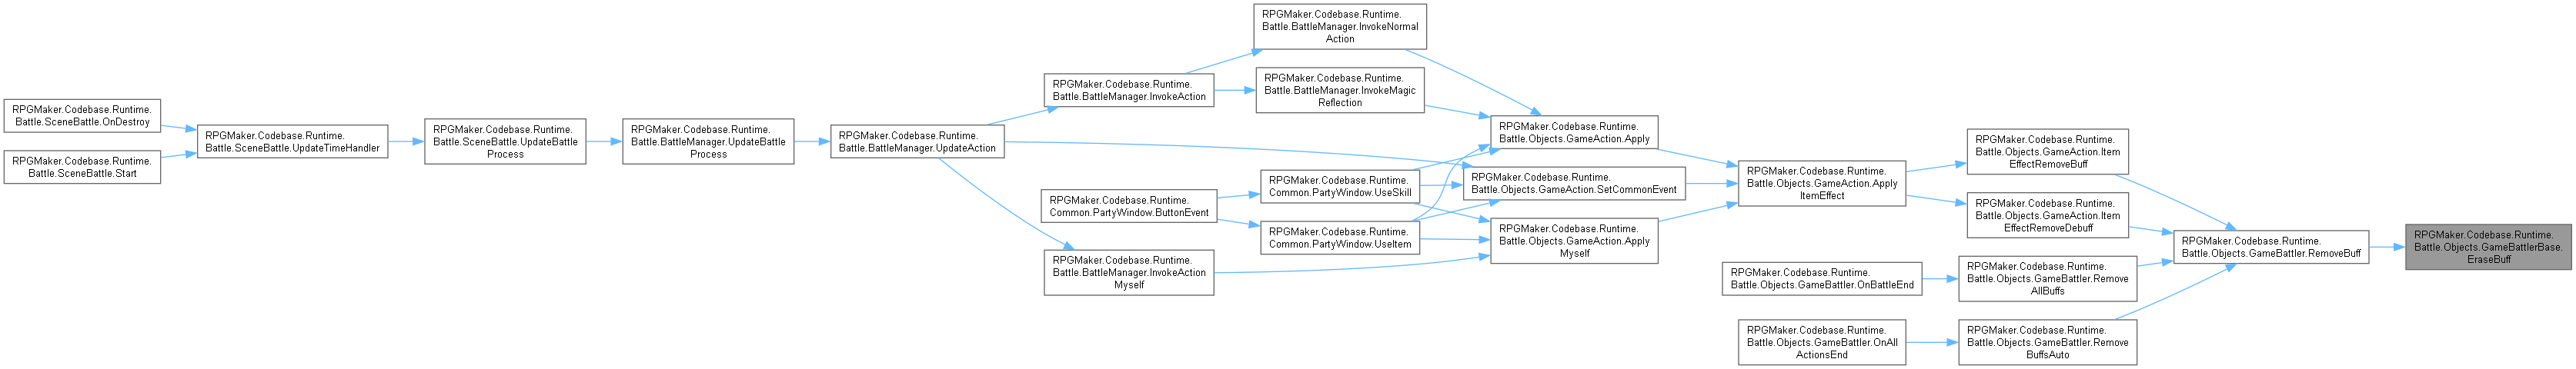 RPGMaker.Codebase.Runtime.
Battle.SceneBattle.OnDestroy
RPGMaker.Codebase.Runtime.
Battle.SceneBattle.Start
RPGMaker.Codebase.Runtime.
Battle.SceneBattle.UpdateTimeHandler
RPGMaker.Codebase.Runtime.
Battle.SceneBattle.UpdateBattle
Process
RPGMaker.Codebase.Runtime.
Battle.BattleManager.UpdateBattle
Process
RPGMaker.Codebase.Runtime.
Battle.BattleManager.UpdateAction
RPGMaker.Codebase.Runtime.
Battle.BattleManager.InvokeAction
RPGMaker.Codebase.Runtime.
Common.PartyWindow.ButtonEvent
RPGMaker.Codebase.Runtime.
Battle.BattleManager.InvokeAction
Myself
RPGMaker.Codebase.Runtime.
Battle.BattleManager.InvokeNormal
Action
RPGMaker.Codebase.Runtime.
Battle.BattleManager.InvokeMagic
Reflection
RPGMaker.Codebase.Runtime.
Common.PartyWindow.UseSkill
RPGMaker.Codebase.Runtime.
Common.PartyWindow.UseItem
RPGMaker.Codebase.Runtime.
Battle.Objects.GameAction.Apply
RPGMaker.Codebase.Runtime.
Battle.Objects.GameAction.SetCommonEvent
RPGMaker.Codebase.Runtime.
Battle.Objects.GameAction.Apply
Myself
RPGMaker.Codebase.Runtime.
Battle.Objects.GameAction.Apply
ItemEffect
RPGMaker.Codebase.Runtime.
Battle.Objects.GameBattler.OnBattleEnd
RPGMaker.Codebase.Runtime.
Battle.Objects.GameBattler.OnAll
ActionsEnd
RPGMaker.Codebase.Runtime.
Battle.Objects.GameAction.Item
EffectRemoveBuff
RPGMaker.Codebase.Runtime.
Battle.Objects.GameAction.Item
EffectRemoveDebuff
RPGMaker.Codebase.Runtime.
Battle.Objects.GameBattler.Remove
AllBuffs
RPGMaker.Codebase.Runtime.
Battle.Objects.GameBattler.Remove
BuffsAuto
RPGMaker.Codebase.Runtime.
Battle.Objects.GameBattler.RemoveBuff
RPGMaker.Codebase.Runtime.
Battle.Objects.GameBattlerBase.
EraseBuff